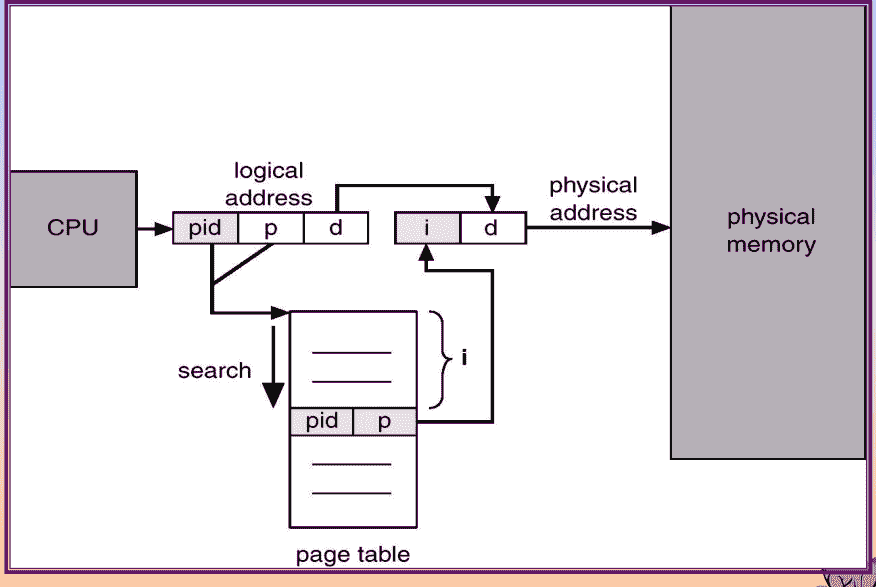 logical
address
physical
address
CPU
pid p d
i d
physical
memory
search
i
pid p
page table